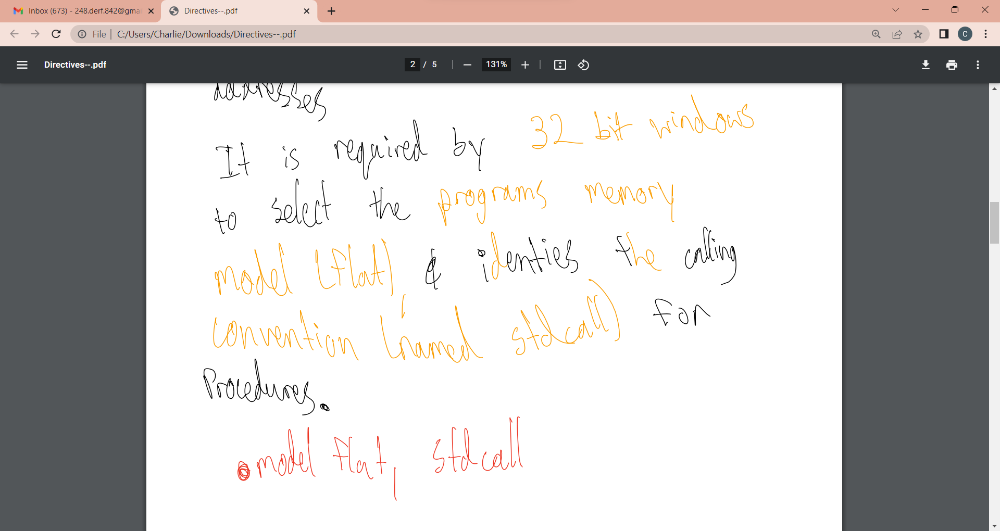 Inbox (673) - 248.derf.842@gmai
Directives--.pdf
File | C:/Users/Charlie/Downloads/Directives--.pdf
C
Directives--.pdf
2 / 5
131%
addresses
It is required by 32 bit windows
to select the programs memory
model (flat) & identies the calling
convention (named stdcall) for
Procedures.
.model flat, stdcall